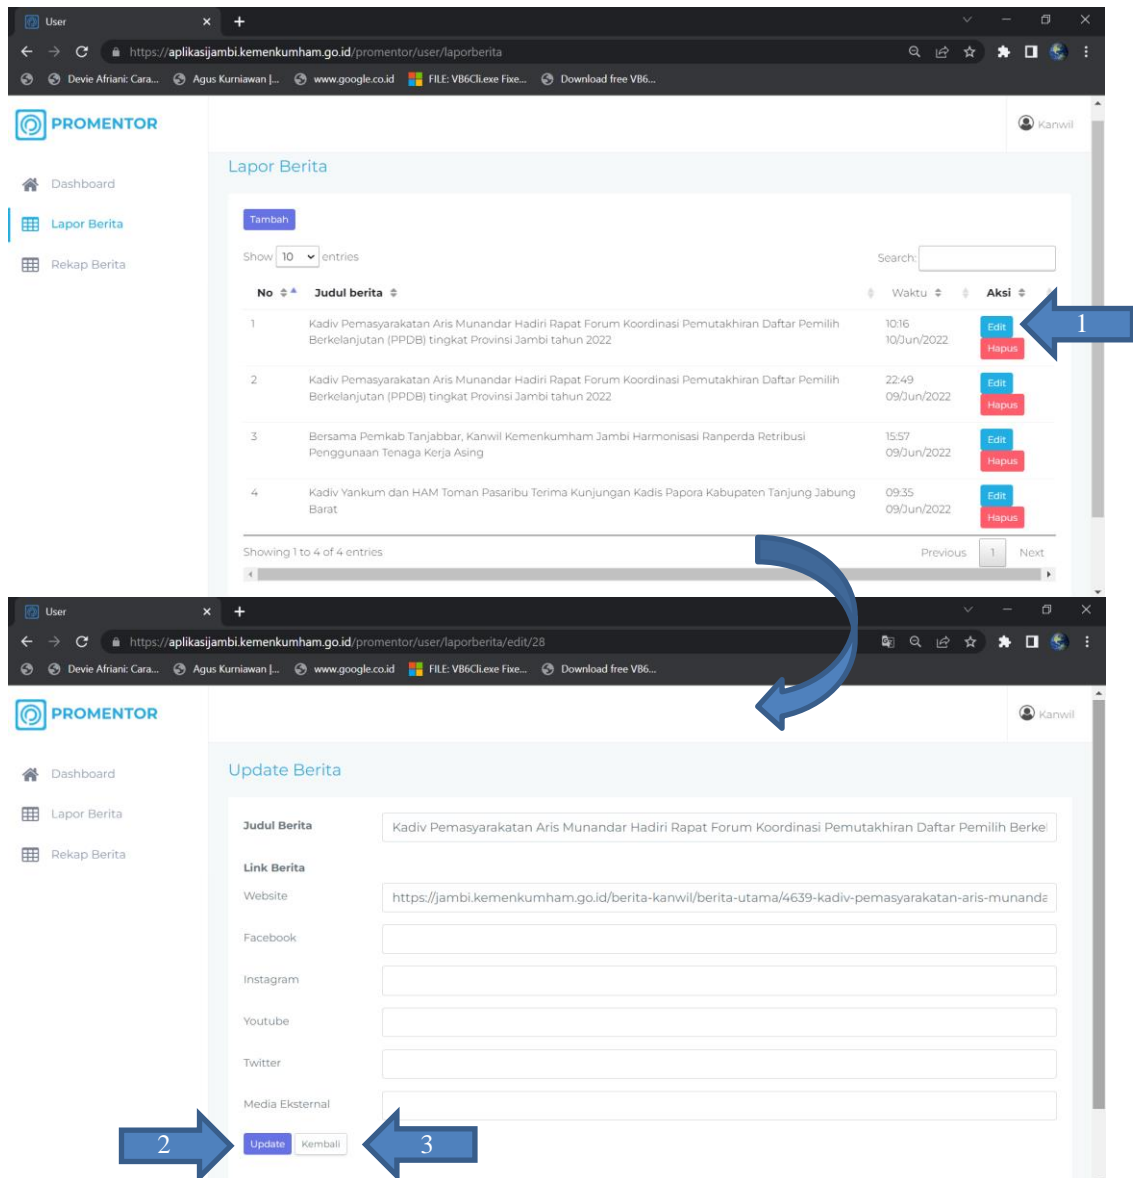 User
https://aplikasijambi.kemenkumham.go.id/promentor/user/laporberita
Devie Afriani: Cara... Agus Kurniawan |... www.google.co.id FILE: VB6Cli.exe Fixe... Download free VB6...
PROMENTOR
Kanwil
Dashboard
Lapor Berita
Rekap Berita
Lapor Berita
Tambah
Show 10 entries
Search:
No Judul berita Waktu Aksi
1 Kadiv Pemasyarakatan Aris Munandar Hadiri Rapat Forum Koordinasi Pemutakhiran Daftar Pemilih 10:16 Edit
Berkelanjutan (PPDB) tingkat Provinsi Jambi tahun 2022 10/Jun/2022 Hapus
1
2 Kadiv Pemasyarakatan Aris Munandar Hadiri Rapat Forum Koordinasi Pemutakhiran Daftar Pemilih 22:49 Edit
Berkelanjutan (PPDB) tingkat Provinsi Jambi tahun 2022 09/Jun/2022 Hapus
3 Bersama Pemkab Tanjabbar, Kanwil Kemenkumham Jambi Harmonisasi Ranperda Retribusi 15:57 Edit
Penggunaan Tenaga Kerja Asing 09/Jun/2022 Hapus
4 Kadiv Yankum dan HAM Toman Pasaribu Terima Kunjungan Kadis Papora Kabupaten Tanjung Jabung 09:35 Edit
Barat 09/Jun/2022 Hapus
Showing 1 to 4 of 4 entries
Previous 1 Next
User
https://aplikasijambi.kemenkumham.go.id/promentor/user/laporberita/edit/28
Devie Afriani: Cara... Agus Kurniawan |... www.google.co.id FILE: VB6Cli.exe Fixe... Download free VB6...
PROMENTOR
Kanwil
Dashboard
Lapor Berita
Rekap Berita
Update Berita
Judul Berita Kadiv Pemasyarakatan Aris Munandar Hadiri Rapat Forum Koordinasi Pemutakhiran Daftar Pemilih Berkel
Link Berita
Website https://jambi.kemenkumham.go.id/berita-kanwil/berita-utama/4639-kadiv-pemasyarakatan-aris-munanda
Facebook
Instagram
Youtube
Twitter
Media Eksternal
2 Update Kembali 3